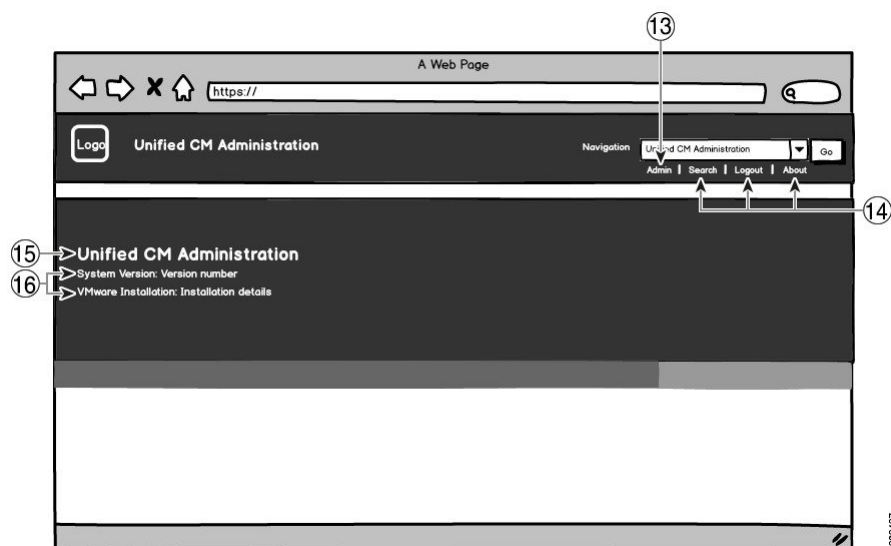 13
A Web Page
https://
Logo
Unified CM Administration
Navigation
Unified CM Administration
Go
Admin | Search | Logout | About
14
15
Unified CM Administration
16
System Version: Version number
VMware Installation: Installation details